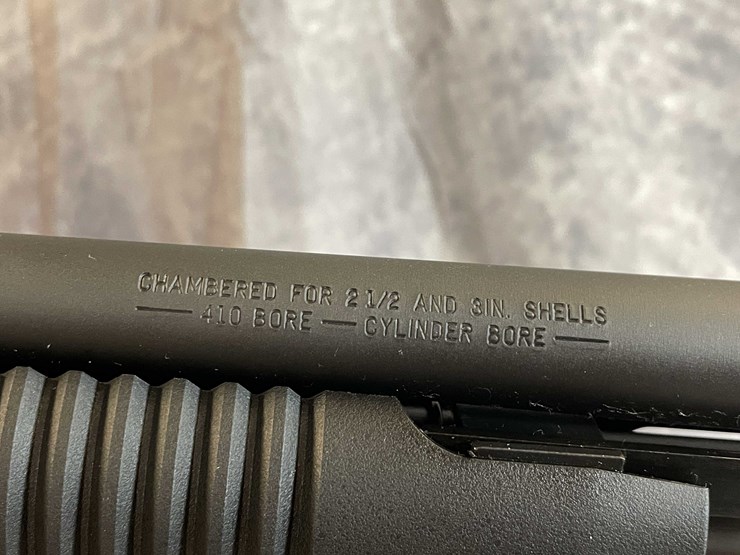 CHAMBERED FOR 2 1/2 AND 3IN. SHELLS
— 410 BORE — CYLINDER BORE —